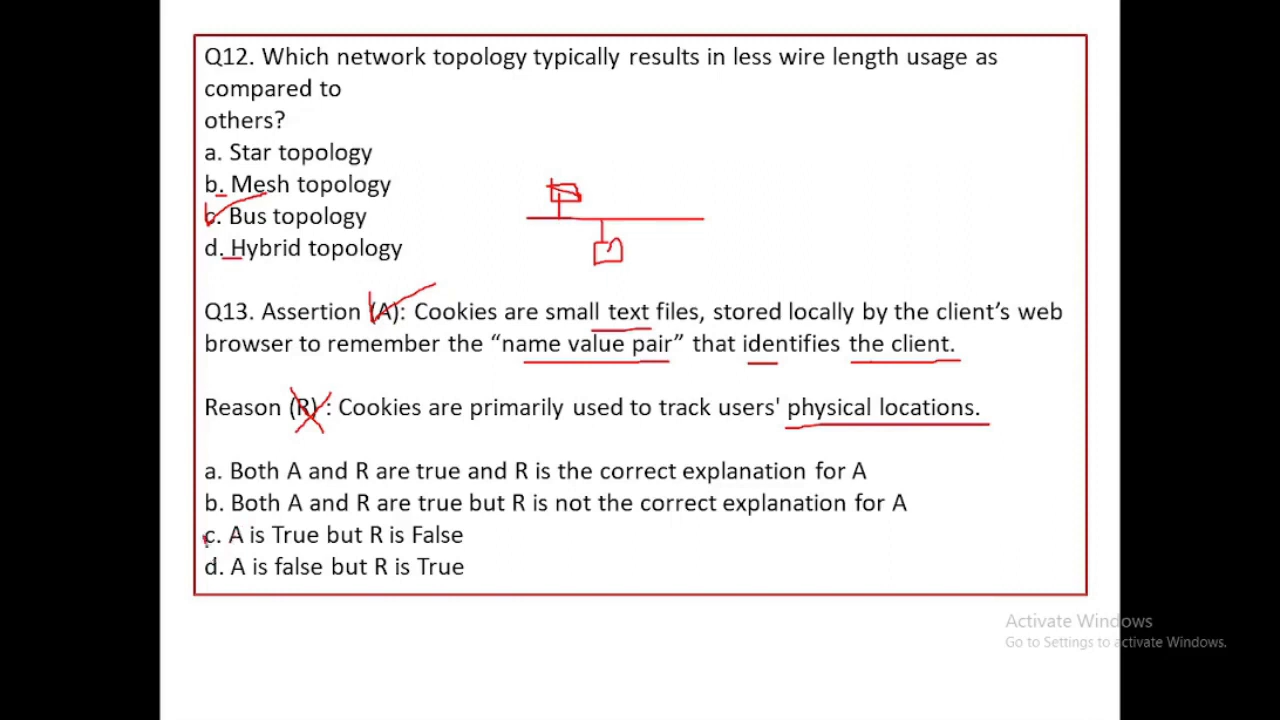 Q12. Which network topology typically results in less wire length usage as
compared to
others?
a. Star topology
b. Mesh topology
c. Bus topology
d. Hybrid topology
Q13. Assertion (A): Cookies are small text files, stored locally by the client’s web
browser to remember the “name value pair” that identifies the client.
Reason (R) : Cookies are primarily used to track users' physical locations.
a. Both A and R are true and R is the correct explanation for A
b. Both A and R are true but R is not the correct explanation for A
c. A is True but R is False
d. A is false but R is True
Activate Windows
Go to Settings to activate Windows.